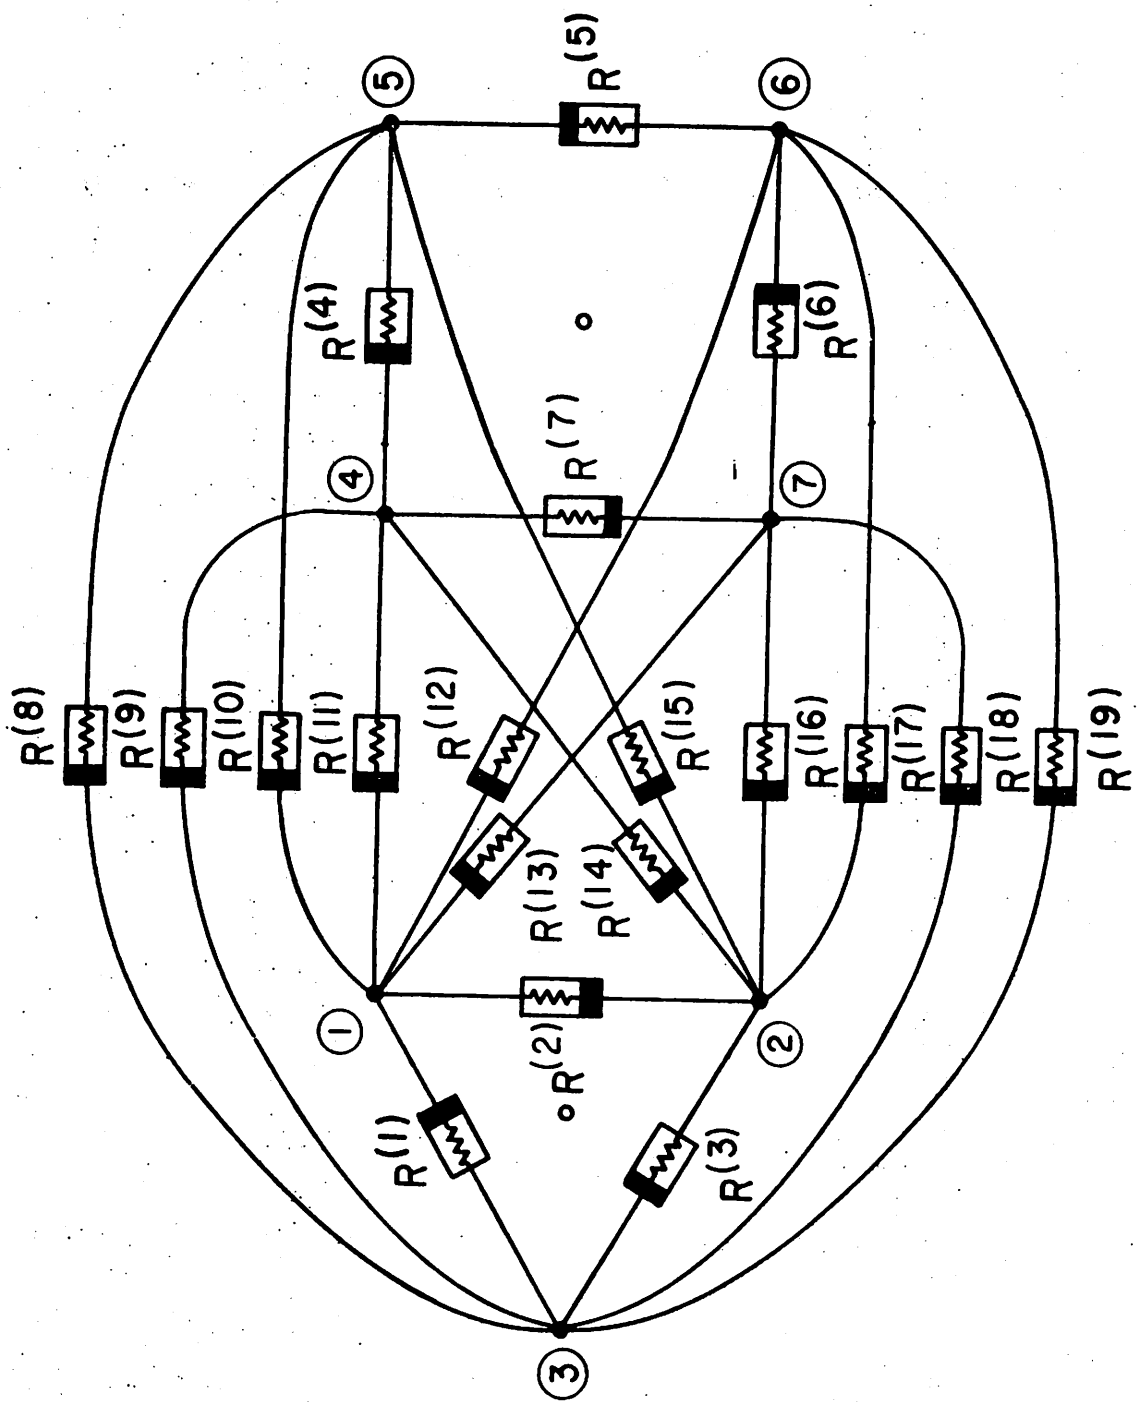 R(8)
R(9)
R(10)
R(11)
R(12)
R(13)
R(14)
R(15)
R(16)
R(17)
R(18)
R(19)
5
R(5)
6
R(4)
R(6)
4
R(7)
7
1
R(2)
2
R(1)
R(3)
3